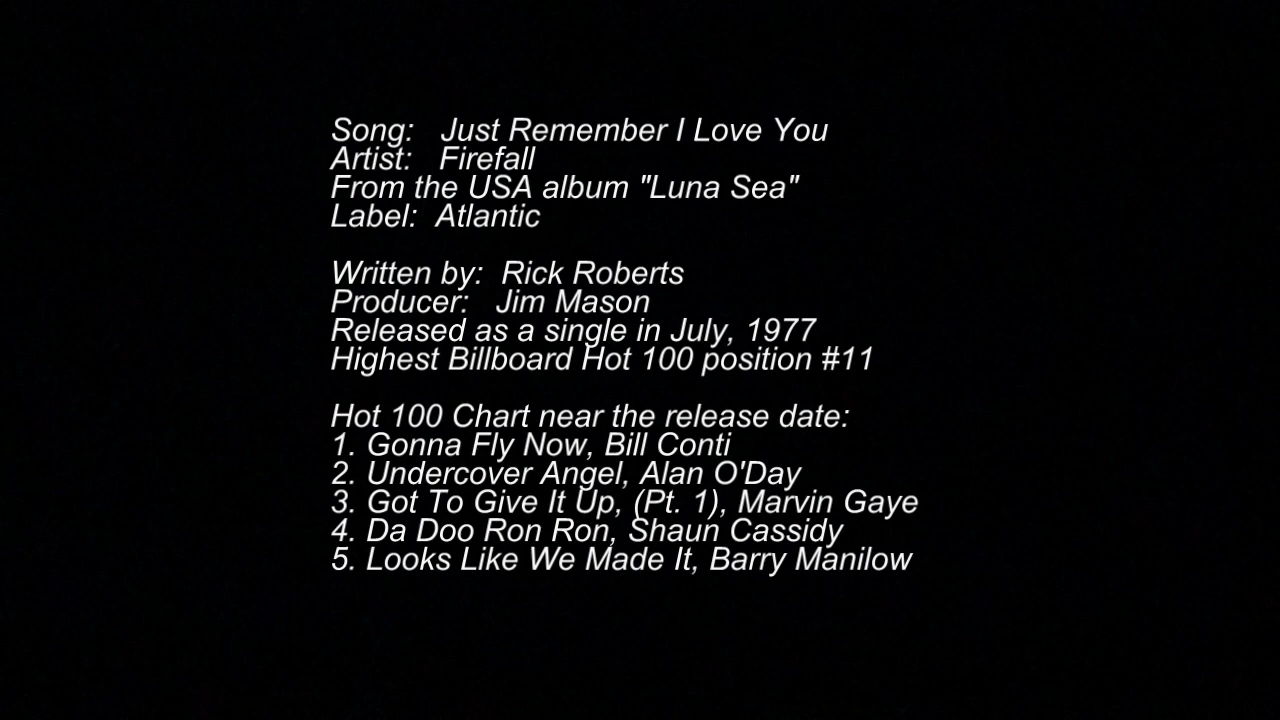 Song: Just Remember I Love You
Artist: Firefall
From the USA album "Luna Sea"
Label: Atlantic
Written by: Rick Roberts
Producer: Jim Mason
Released as a single in July, 1977
Highest Billboard Hot 100 position #11
Hot 100 Chart near the release date:
1. Gonna Fly Now, Bill Conti
2. Undercover Angel, Alan O'Day
3. Got To Give It Up, (Pt. 1), Marvin Gaye
4. Da Doo Ron Ron, Shaun Cassidy
5. Looks Like We Made It, Barry Manilow